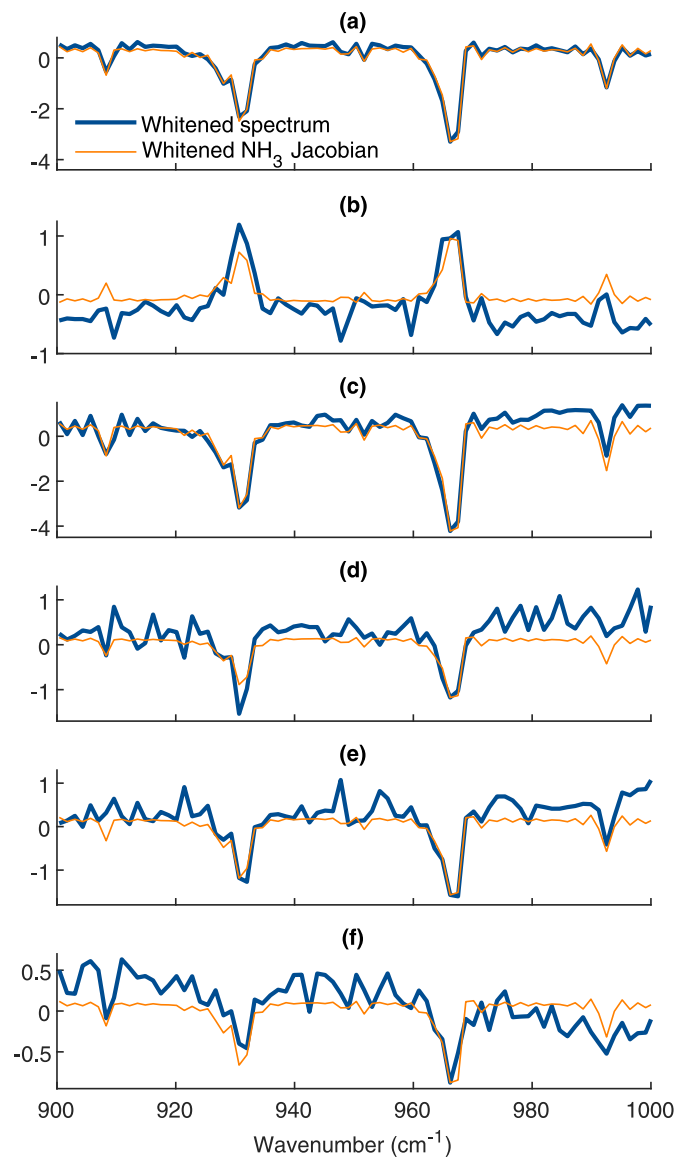 (a)
0
-2
-4
Whitened spectrum
Whitened NH₃ Jacobian
(b)
1
0
-1
(c)
0
-2
-4
(d)
1
0
-1
(e)
1
0
-1
(f)
0.5
0
-0.5
900 920 940 960 980 1000
Wavenumber (cm⁻¹)